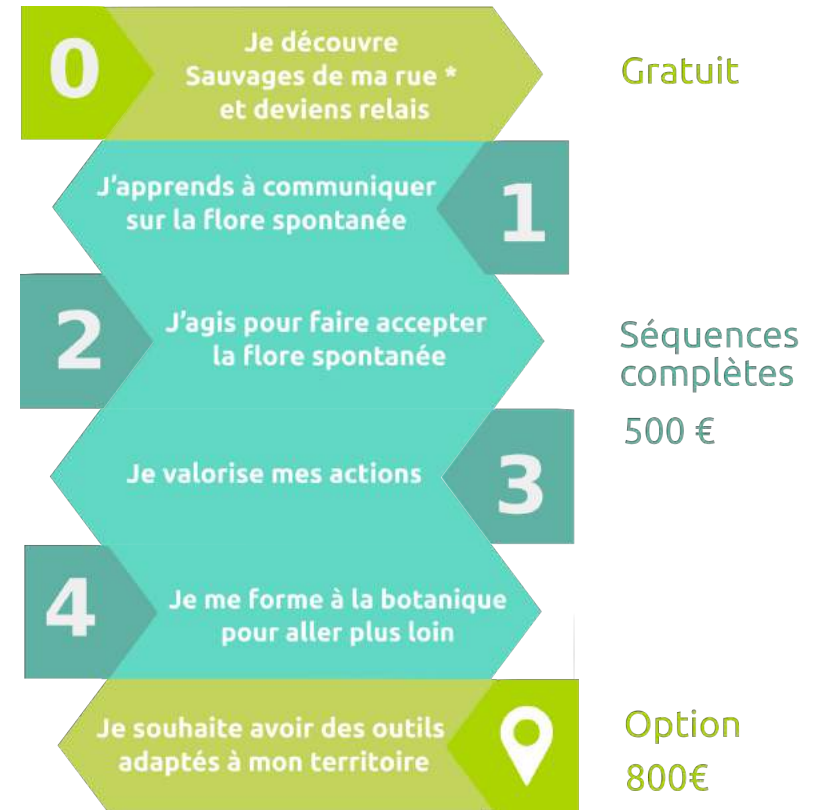 0
Je découvre
Sauvages de ma rue *
et deviens relais
Gratuit
J'apprends à communiquer
sur la flore spontanée
1
2
J'agis pour faire accepter
la flore spontanée
Séquences
complètes
500 €
Je valorise mes actions
3
4
Je me forme à la botanique
pour aller plus loin
Je souhaite avoir des outils
adaptés à mon territoire
Option
800€